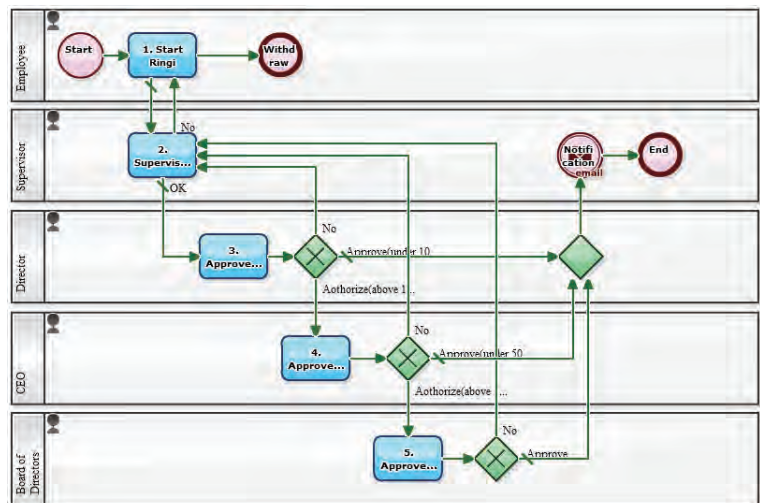 Employee
Start
1. Start
Ringi
Withd
raw
Supervisor
No
2.
Supervis...
OK
Notifi
cation
email
End
Director
3.
Approve...
No
Approve(under 10
Aothorize(above 1...
CEO
4.
Approve...
No
Approve(under 50
Aothorize(above ...
Board of
Directors
5.
Approve...
No
Approve